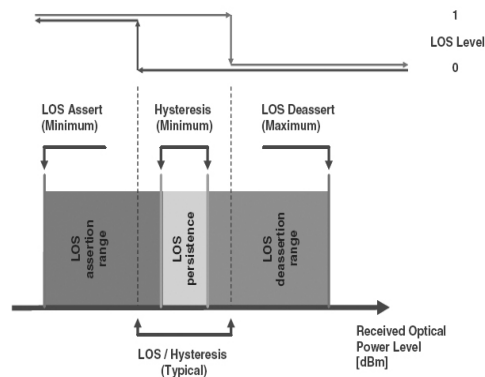 1
LOS Level
0
LOS Assert
(Minimum)
Hysteresis
(Minimum)
LOS Deassert
(Maximum)
LOS
assertion
range
LOS
persistence
LOS
deassertion
range
LOS / Hysteresis
(Typical)
Received Optical
Power Level
[dBm]